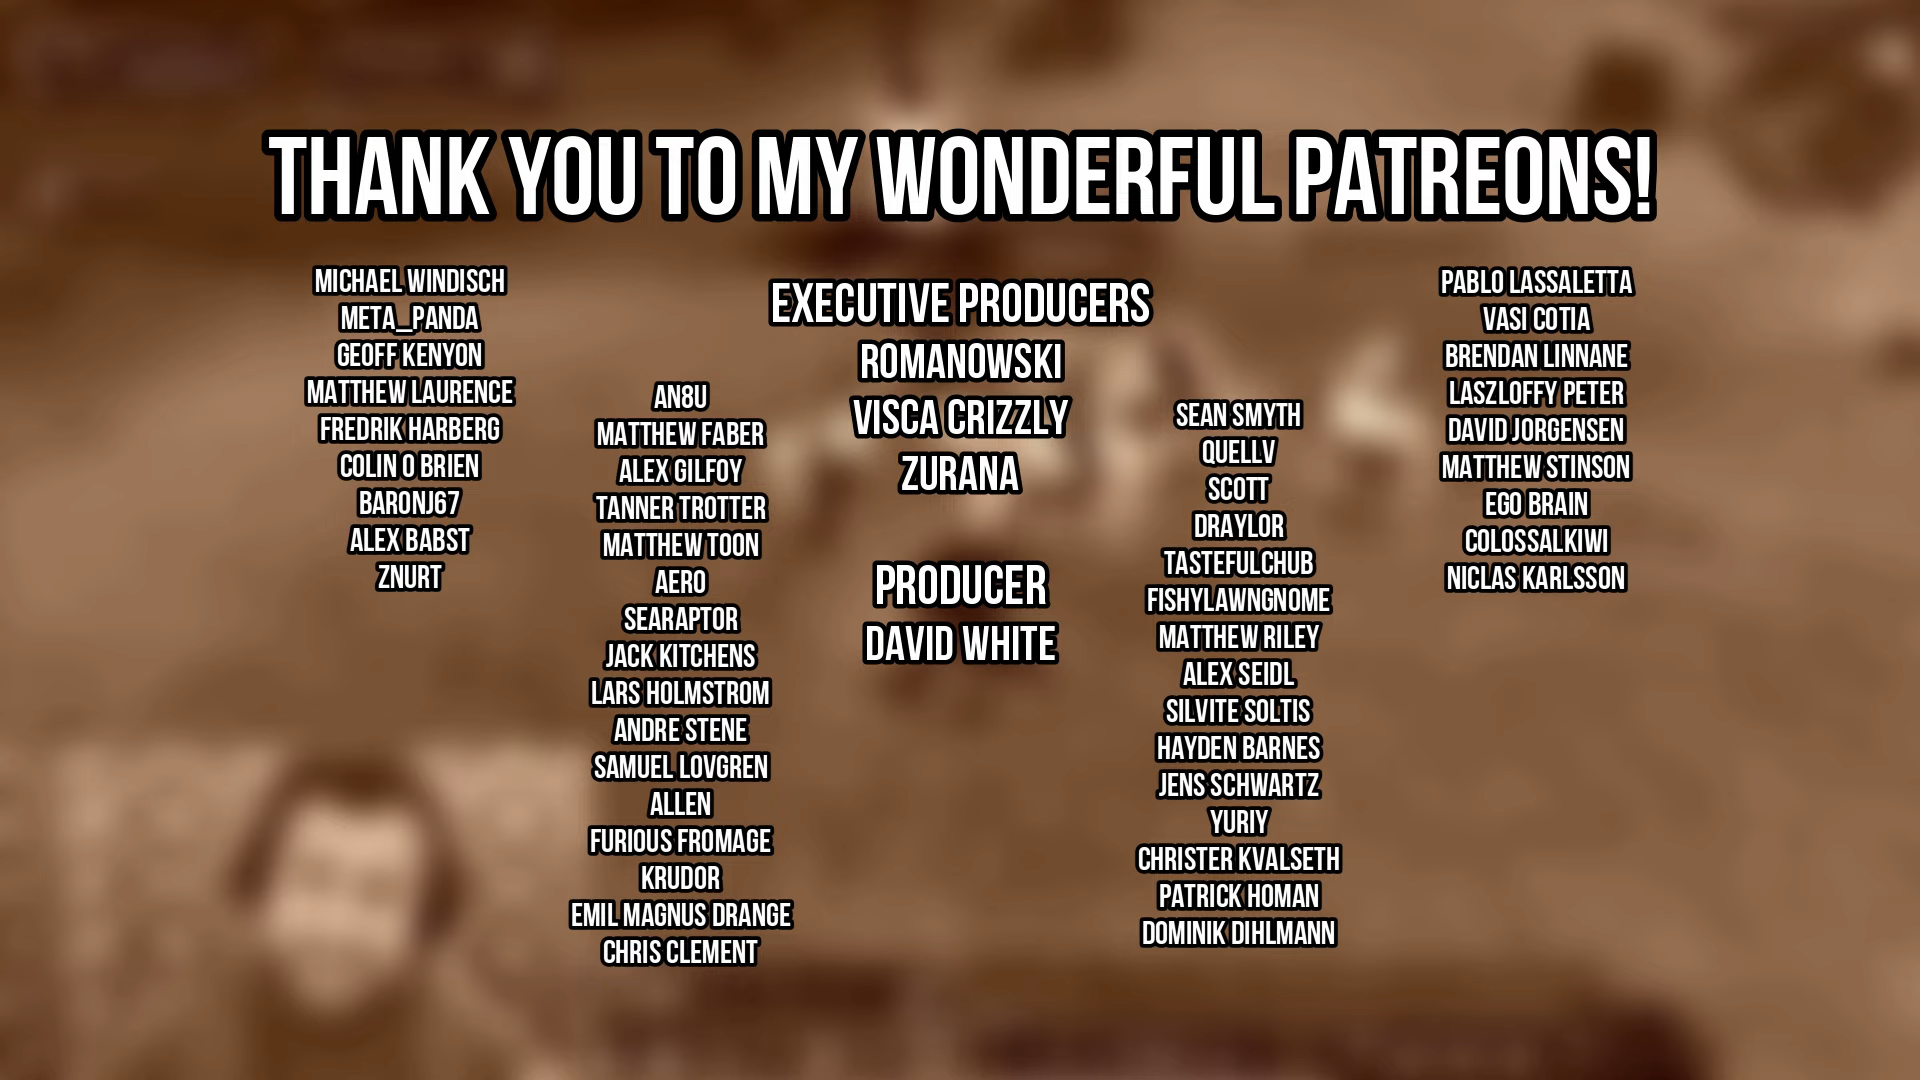 THANK YOU TO MY WONDERFUL PATREONS!
MICHAEL WINDISCH
META_PANDA
GEOFF KENYON
MATTHEW LAURENCE
FREDRIK HARBERG
COLIN O BRIEN
BARONJ67
ALEX BABST
ZNURT
AN8U
MATTHEW FABER
ALEX GILFOY
TANNER TROTTER
MATTHEW TOON
AERO
SEARAPTOR
JACK KITCHENS
LARS HOLMSTROM
ANDRE STENE
SAMUEL LOVGREN
ALLEN
FURIOUS FROMAGE
KRUDOR
EMIL MAGNUS DRANGE
CHRIS CLEMENT
EXECUTIVE PRODUCERS
ROMANOWSKI
VISCA CRIZZLY
ZURANA
PRODUCER
DAVID WHITE
SEAN SMYTH
QUELLV
SCOTT
DRAYLOR
TASTEFULCHUB
FISHYLAWNGNOME
MATTHEW RILEY
ALEX SEIDL
SILVITE SOLTIS
HAYDEN BARNES
JENS SCHWARTZ
YURIY
CHRISTER KVALSETH
PATRICK HOMAN
DOMINIK DIHLMANN
PABLO LASSALETTA
VASI COTIA
BRENDAN LINNANE
LASZLOFFY PETER
DAVID JORGENSEN
MATTHEW STINSON
EGO BRAIN
COLOSSALKIWI
NICLAS KARLSSON